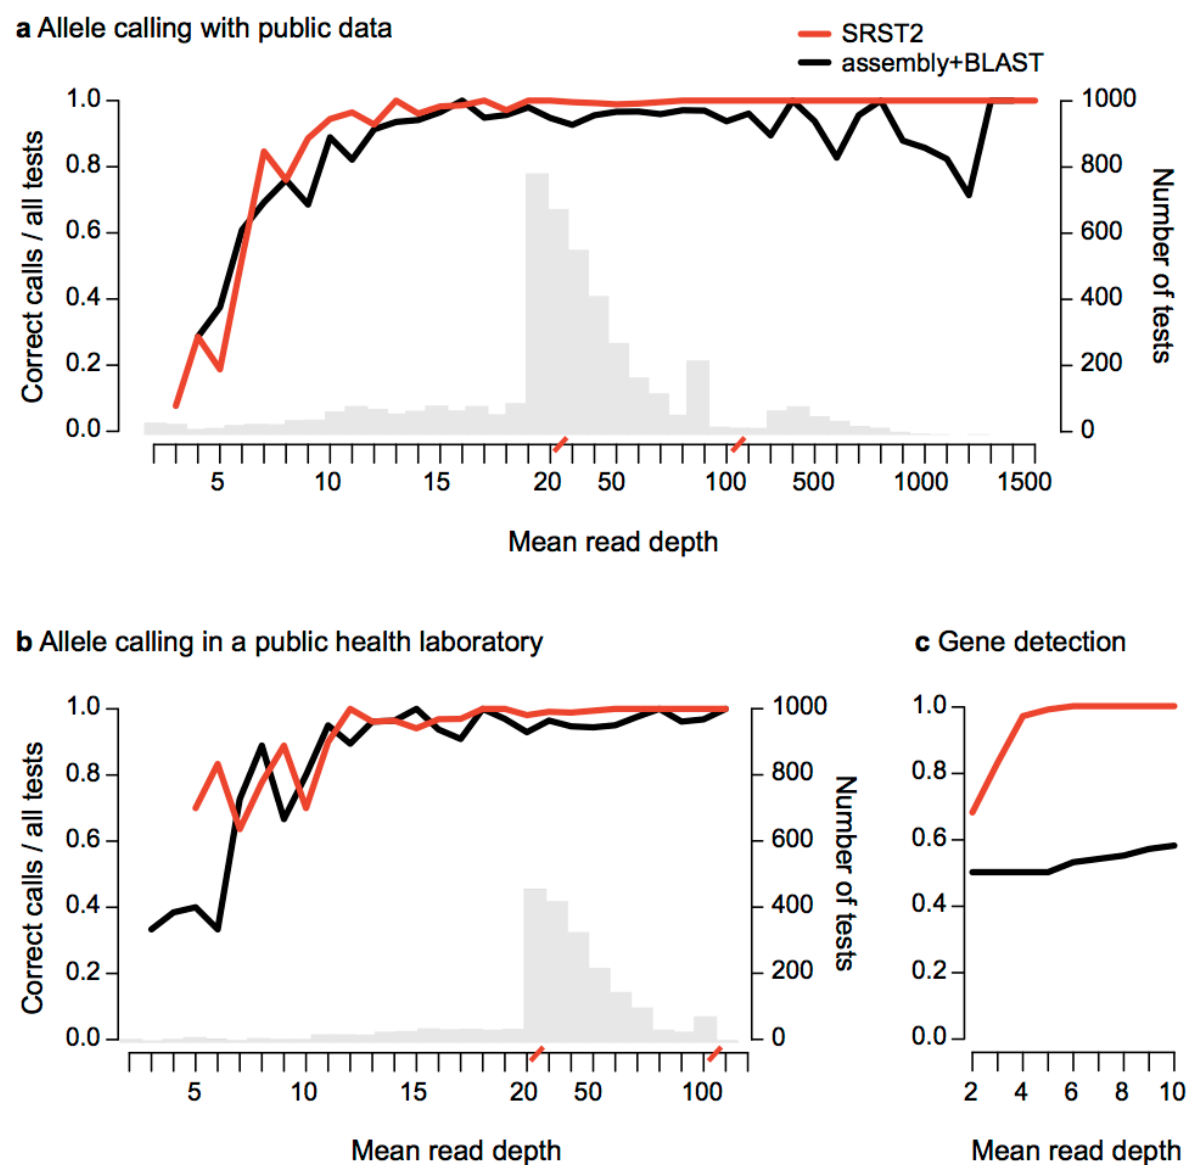 a Allele calling with public data
SRST2
assembly+BLAST
Correct calls / all tests
1.0
0.8
0.6
0.4
0.2
0.0
1000
800
600
400
200
0
Number of tests
5 10 15 20 50 100 500 1000 1500
Mean read depth
b Allele calling in a public health laboratory
Correct calls / all tests
1.0
0.8
0.6
0.4
0.2
0.0
1000
800
600
400
200
0
Number of tests
5 10 15 20 50 100
Mean read depth
c Gene detection
1.0
0.8
0.6
0.4
0.2
0.0
2 4 6 8 10
Mean read depth